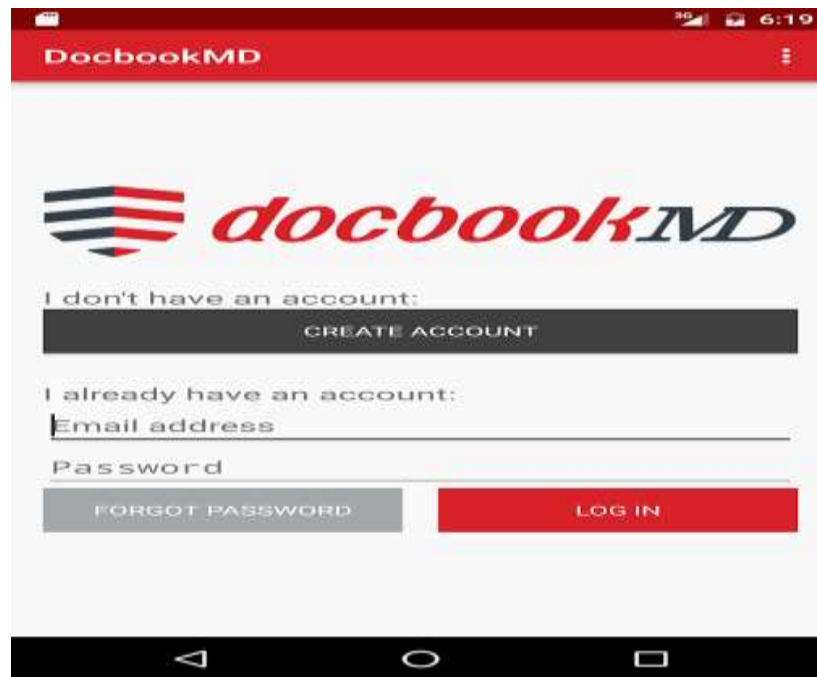 3G 6:19
DocbookMD
docbookMD
I don't have an account:
CREATE ACCOUNT
I already have an account:
Email address
Password
FORGOT PASSWORD LOG IN